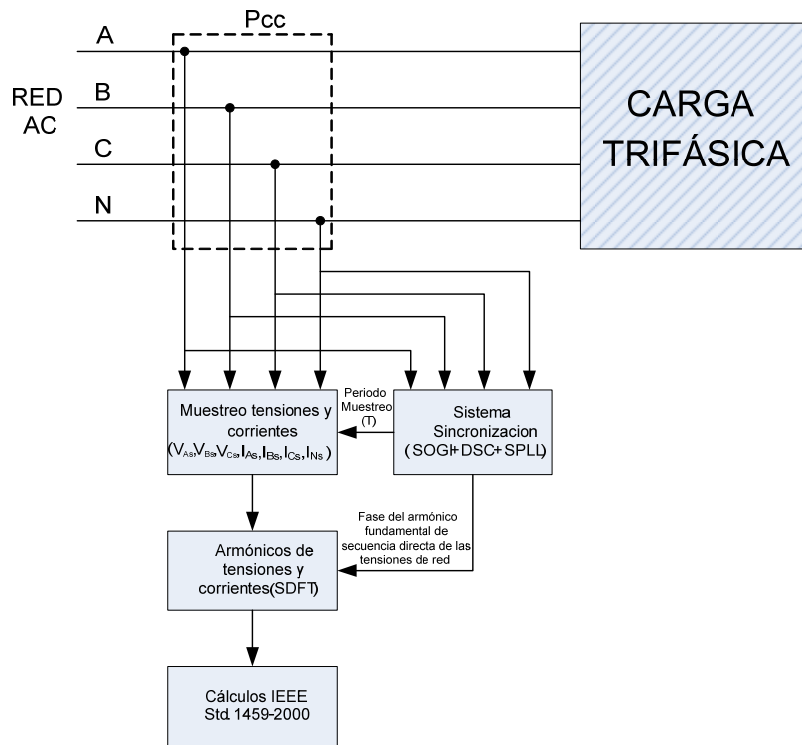 Pcc
A
RED
AC
B
C
N
CARGA
TRIFÁSICA
Muestreo tensiones y
corrientes
(VAs,VBs,VCs,IAs,IBs,ICs,INs)
Periodo
Muestreo
(T)
Sistema
Sincronizacion
(SOGI+DSC+SPLL)
Fase del armónico
fundamental de
secuencia directa de las
tensiones de red
Armónicos de
tensiones y
corrientes(SDFT)
Cálculos IEEE
Std. 1459-2000